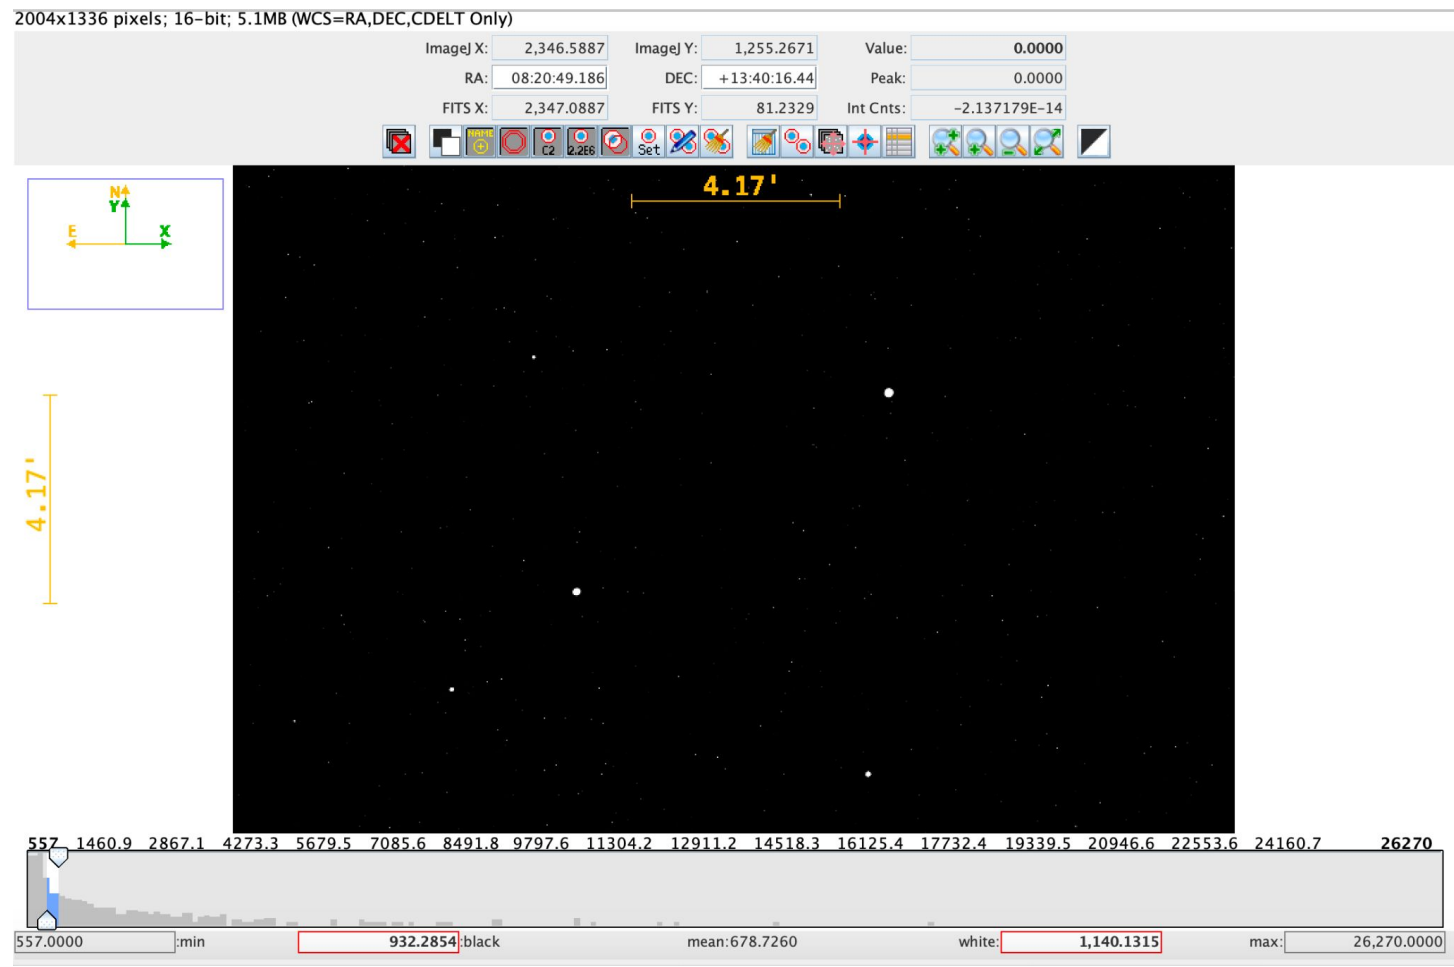 2004x1336 pixels; 16-bit; 5.1MB (WCS=RA,DEC,CDELT Only)
ImageJ X: 2,346.5887 ImageJ Y: 1,255.2671 Value: 0.0000
RA: 08:20:49.186 DEC: +13:40:16.44 Peak: 0.0000
FITS X: 2,347.0887 FITS Y: 81.2329 Int Cnts: -2.137179E-14
NAME C2 2.2E6 Set
4.17'
N
Y
E X
4.17'
557 1460.9 2867.1 4273.3 5679.5 7085.6 8491.8 9797.6 11304.2 12911.2 14518.3 16125.4 17732.4 19339.5 20946.6 22553.6 24160.7 26270
557.0000 :min 932.2854 :black mean:678.7260 white: 1,140.1315 max: 26,270.0000